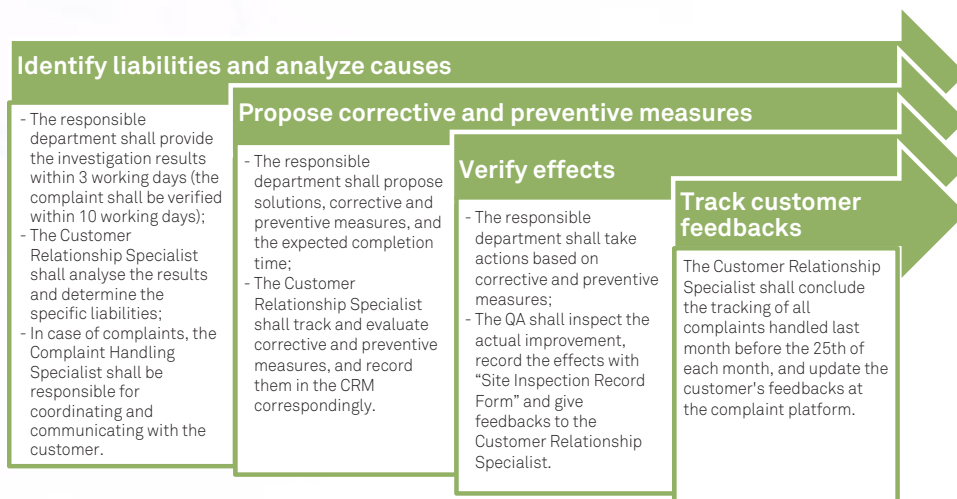 Identify liabilities and analyze causes
- The responsible
department shall provide
the investigation results
within 3 working days (the
complaint shall be verified
within 10 working days);
- The Customer
Relationship Specialist
shall analyse the results
and determine the
specific liabilities;
- In case of complaints, the
Complaint Handling
Specialist shall be
responsible for
coordinating and
communicating with the
customer.
Propose corrective and preventive measures
- The responsible
department shall propose
solutions, corrective and
preventive measures, and
the expected completion
time;
- The Customer
Relationship Specialist
shall track and evaluate
corrective and preventive
measures, and record
them in the CRM
correspondingly.
Verify effects
- The responsible
department shall take
actions based on
corrective and preventive
measures;
- The QA shall inspect the
actual improvement,
record the effects with
“Site Inspection Record
Form” and give
feedbacks to the
Customer Relationship
Specialist.
Track customer
feedbacks
The Customer Relationship
Specialist shall conclude
the tracking of all
complaints handled last
month before the 25th of
each month, and update the
customer's feedbacks at
the complaint platform.